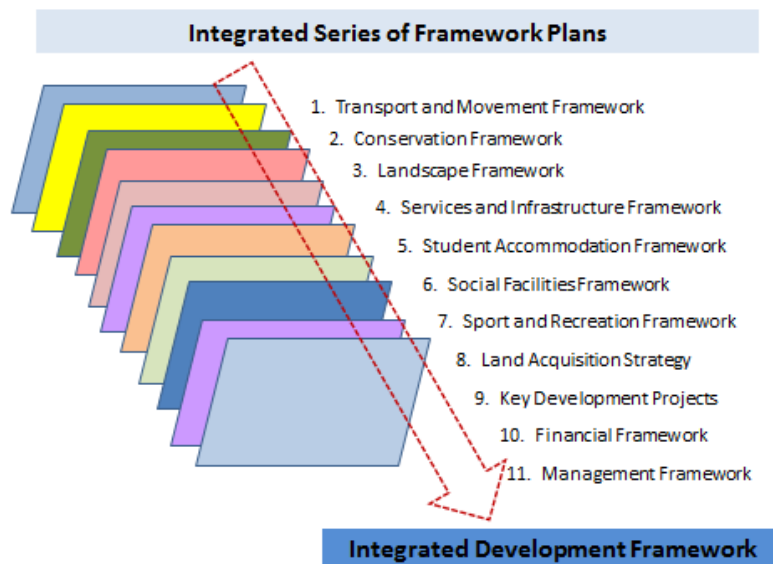 Integrated Series of Framework Plans
1. Transport and Movement Framework
2. Conservation Framework
3. Landscape Framework
4. Services and Infrastructure Framework
5. Student Accommodation Framework
6. Social Facilities Framework
7. Sport and Recreation Framework
8. Land Acquisition Strategy
9. Key Development Projects
10. Financial Framework
11. Management Framework
Integrated Development Framework